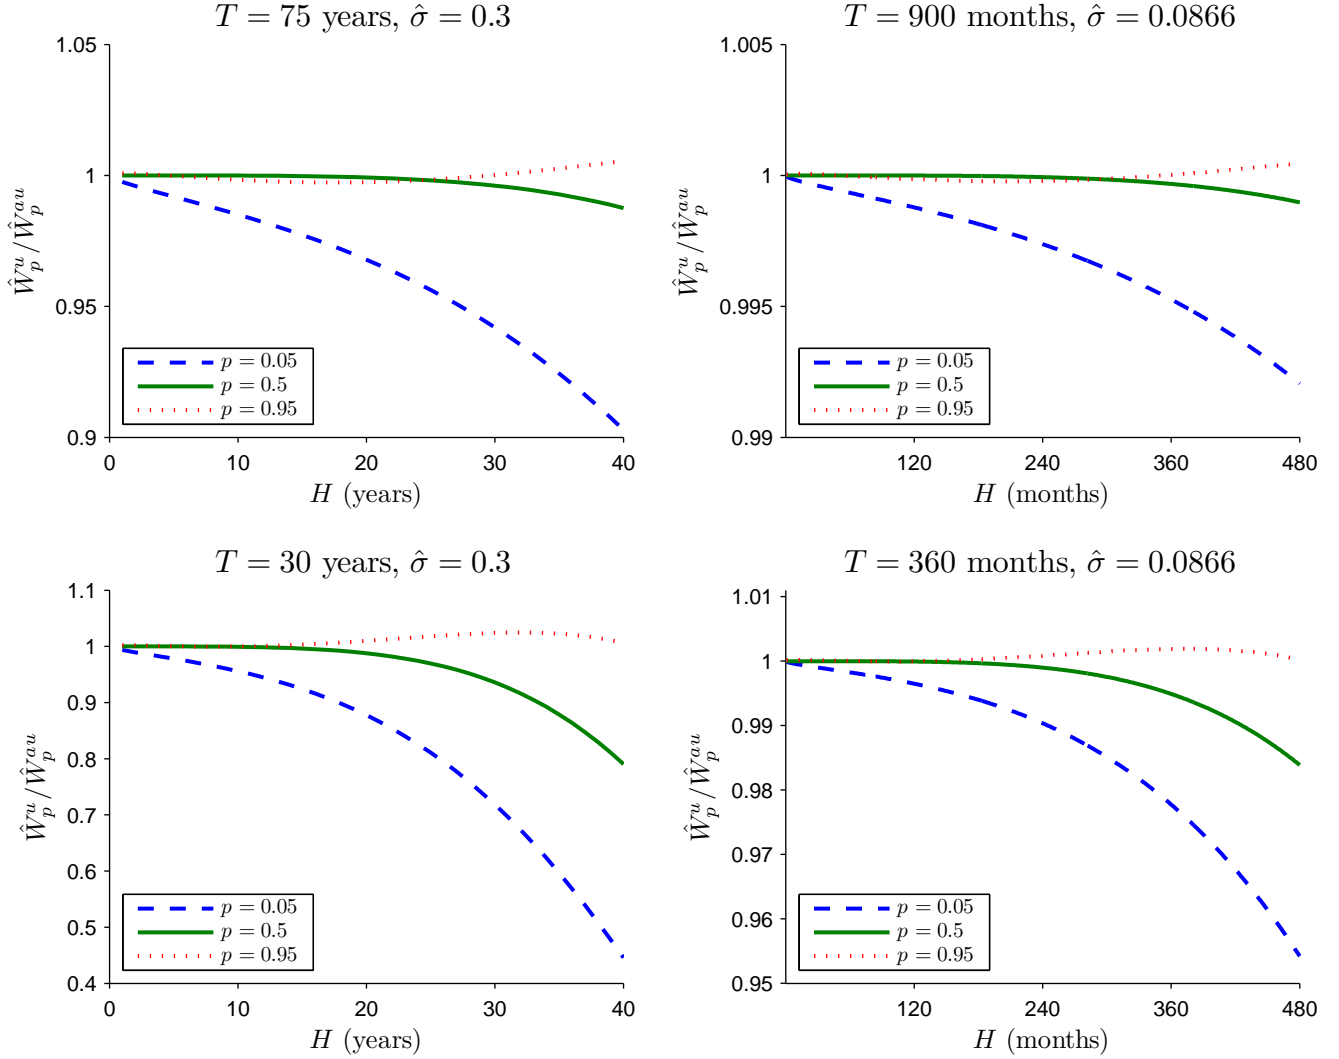 T = 75 years, σ̂ = 0.3
1.05
1
0.95
0.9
Ŵ_p^u / Ŵ_p^{au}
p = 0.05
p = 0.5
p = 0.95
0 10 20 30 40
H (years)
T = 900 months, σ̂ = 0.0866
1.005
1
0.995
0.99
Ŵ_p^u / Ŵ_p^{au}
p = 0.05
p = 0.5
p = 0.95
120 240 360 480
H (months)
T = 30 years, σ̂ = 0.3
1.1
1
0.9
0.8
0.7
0.6
0.5
0.4
Ŵ_p^u / Ŵ_p^{au}
p = 0.05
p = 0.5
p = 0.95
0 10 20 30 40
H (years)
T = 360 months, σ̂ = 0.0866
1.01
1
0.99
0.98
0.97
0.96
0.95
Ŵ_p^u / Ŵ_p^{au}
p = 0.05
p = 0.5
p = 0.95
120 240 360 480
H (months)